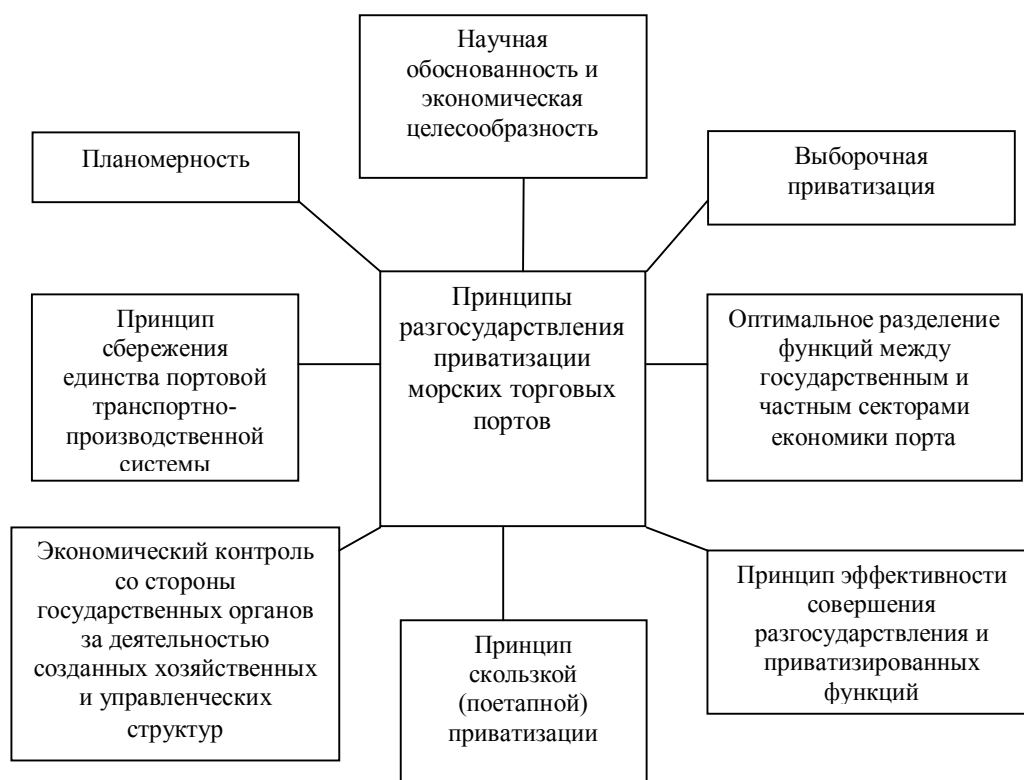 Научная
обоснованность и
экономическая
целесообразность
Планомерность
Выборочная
приватизация
Принципы
разгосударствления
приватизации
морских торговых
портов
Принцип
сбережения
единства портовой
транспортно-
производственной
системы
Оптимальное разделение
функций между
государственным и
частным секторами
економики порта
Экономический контроль
со стороны
государственных органов
за деятельностью
созданных хозяйственных
и управленческих
структур
Принцип
скользкой
(поетапной)
приватизации
Принцип эффективности
совершения
разгосударствления и
приватизированных
функций